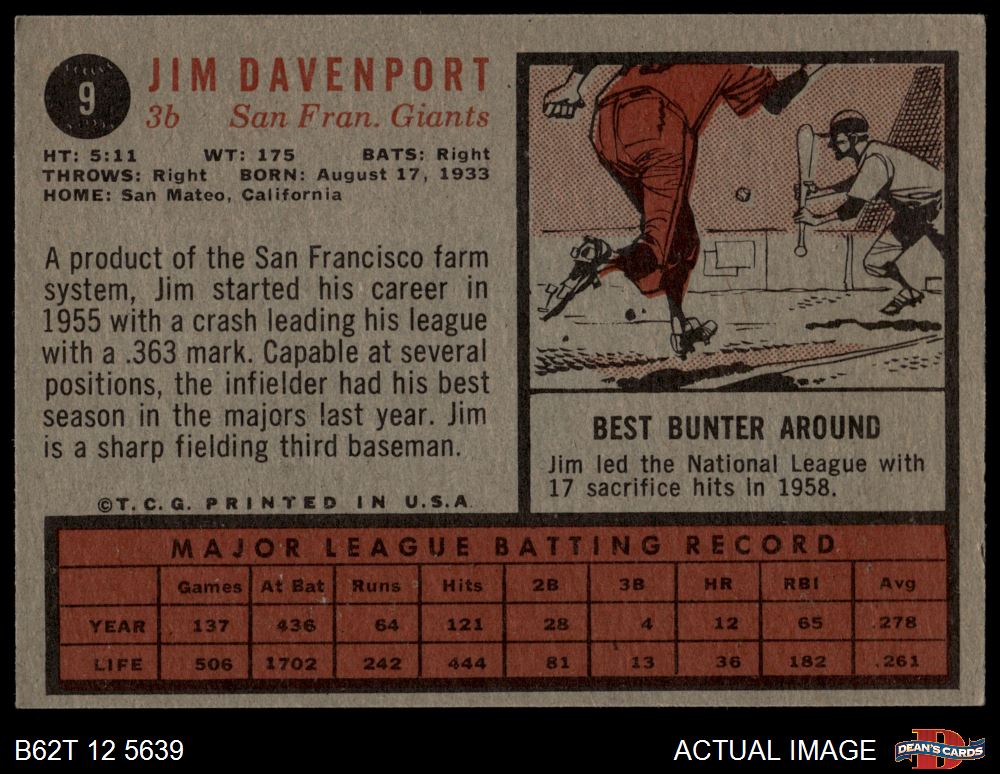 9
JIM DAVENPORT
3b San Fran. Giants
HT: 5:11 WT: 175 BATS: Right
THROWS: Right BORN: August 17, 1933
HOME: San Mateo, California
A product of the San Francisco farm
system, Jim started his career in
1955 with a crash leading his league
with a .363 mark. Capable at several
positions, the infielder had his best
season in the majors last year. Jim
is a sharp fielding third baseman.
©T.C.G. PRINTED IN U.S.A.
BEST BUNTER AROUND
Jim led the National League with
17 sacrifice hits in 1958.
MAJOR LEAGUE BATTING RECORD
Games At Bat Runs Hits 2B 3B HR RBI Avg
YEAR 137 436 64 121 28 4 12 65 .278
LIFE 506 1702 242 444 81 13 36 182 .261
B62T 12 5639
ACTUAL IMAGE
DEAN'S CARDS